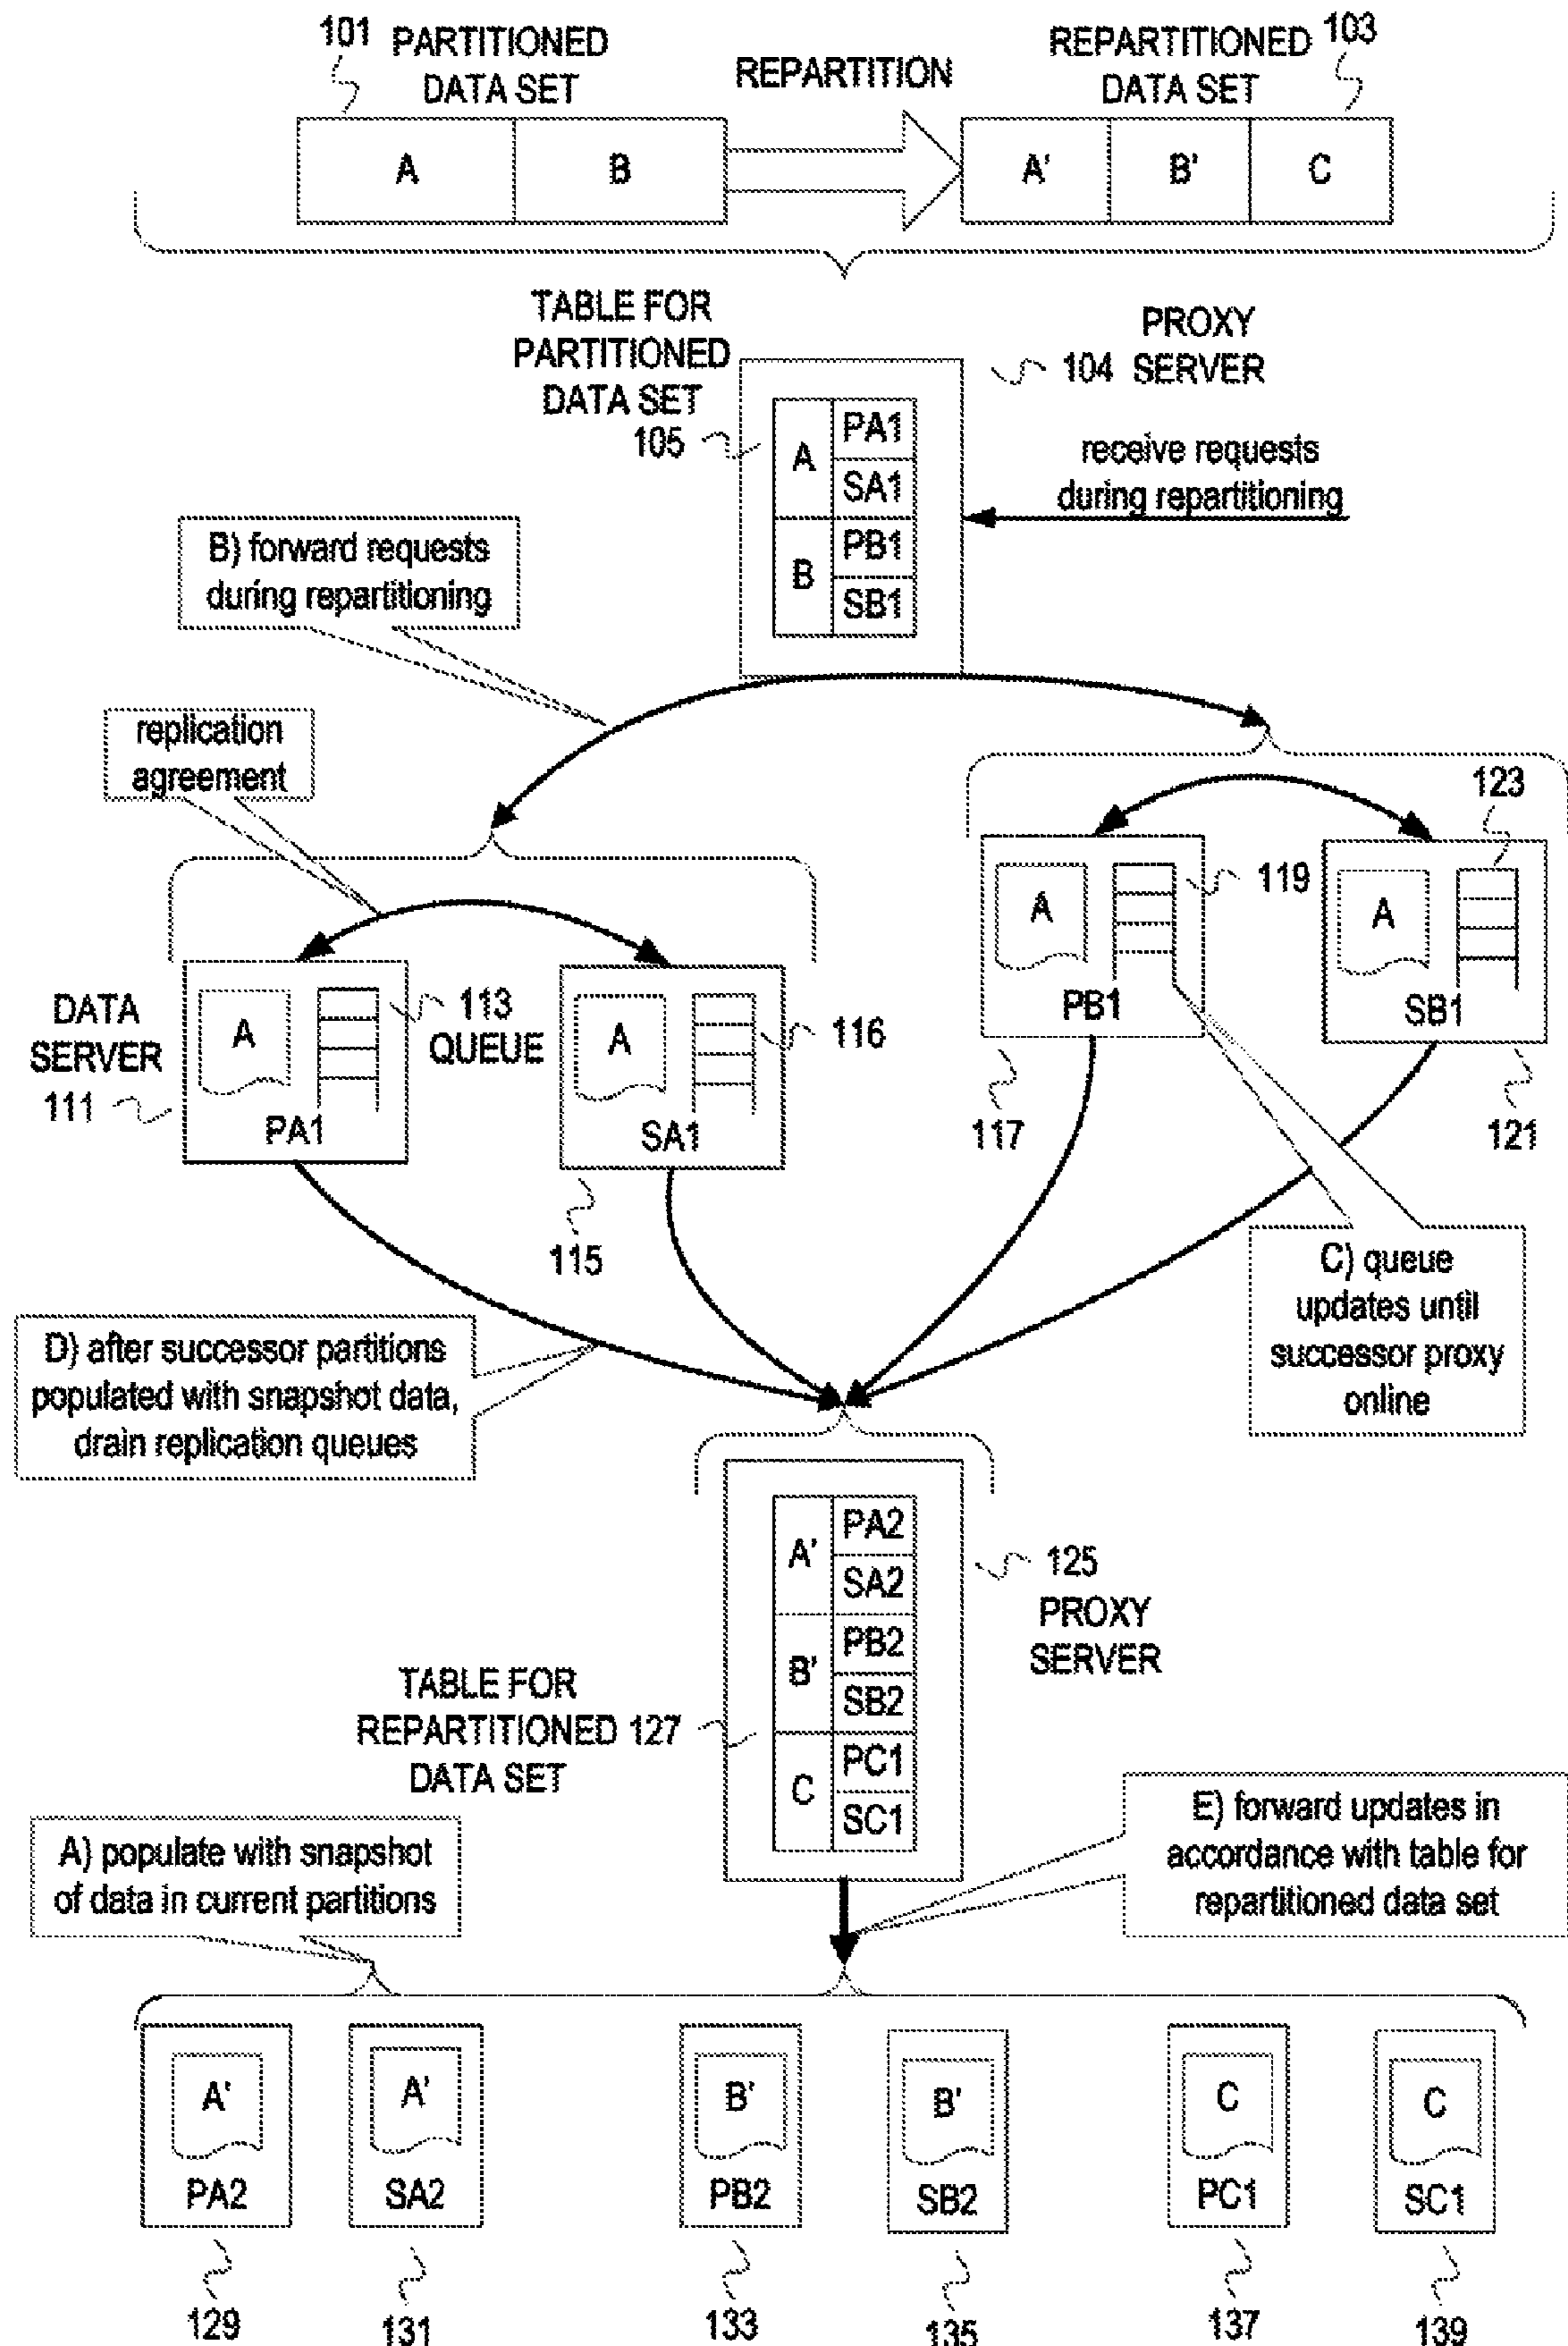 101
PARTITIONED
DATA SET
REPARTITION
REPARTITIONED
DATA SET
103
A
B
A'
B'
C
TABLE FOR
PARTITIONED
DATA SET
105
PROXY
104 SERVER
A
PA1
SA1
B
PB1
SB1
receive requests
during repartitioning
B) forward requests
during repartitioning
replication
agreement
123
A
119
A
PB1
SB1
DATA
SERVER
111
A
113
QUEUE
A
116
PA1
SA1
117
121
115
C) queue
updates until
successor proxy
online
D) after successor partitions
populated with snapshot data,
drain replication queues
A'
PA2
SA2
B'
PB2
SB2
C
PC1
SC1
125
PROXY
SERVER
TABLE FOR
REPARTITIONED 127
DATA SET
A) populate with snapshot
of data in current partitions
E) forward updates in
accordance with table for
repartitioned data set
A'
A'
B'
B'
C
C
PA2
SA2
PB2
SB2
PC1
SC1
129
131
133
135
137
139